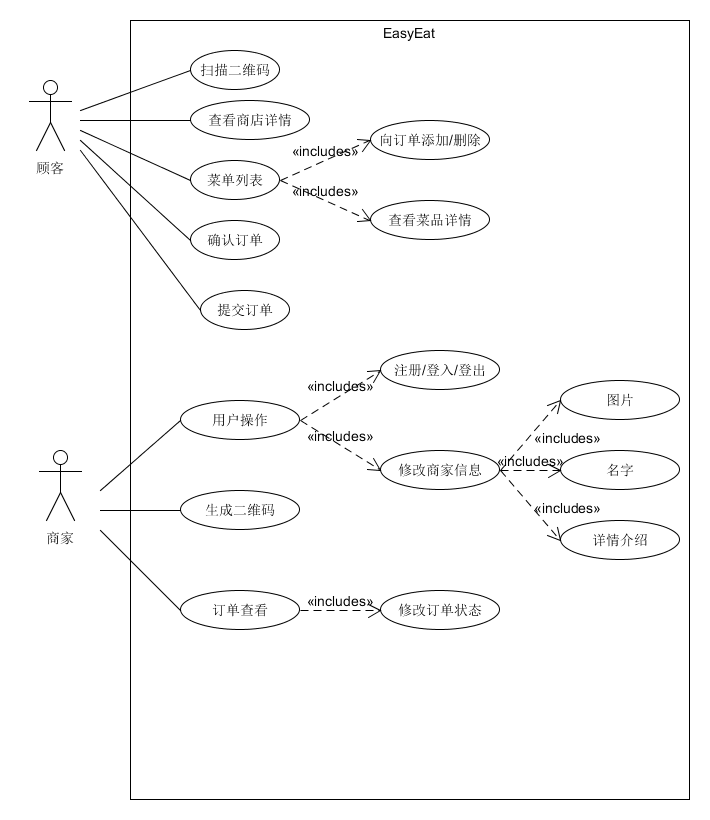 EasyEat
扫描二维码
查看商店详情
向订单添加/删除
«includes»
顾客
菜单列表
«includes»
查看菜品详情
确认订单
提交订单
注册/登入/登出
«includes»
图片
用户操作
«includes»
«includes»
修改商家信息
«includes»
名字
生成二维码
«includes»
商家
详情介绍
订单查看
«includes»
修改订单状态